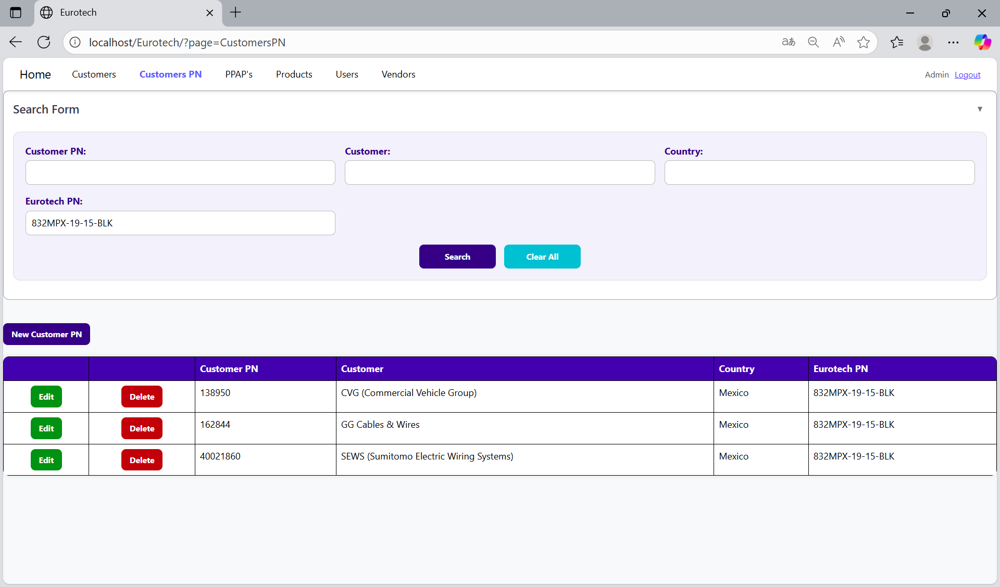 Eurotech
localhost/Eurotech/?page=CustomersPN
Home Customers Customers PN PPAP's Products Users Vendors Admin Logout
Search Form
Customer PN: Customer: Country:
Eurotech PN:
832MPX-19-15-BLK
Search Clear All
New Customer PN
Customer PN Customer Country Eurotech PN
Edit Delete 138950 CVG (Commercial Vehicle Group) Mexico 832MPX-19-15-BLK
Edit Delete 162844 GG Cables & Wires Mexico 832MPX-19-15-BLK
Edit Delete 40021860 SEWS (Sumitomo Electric Wiring Systems) Mexico 832MPX-19-15-BLK